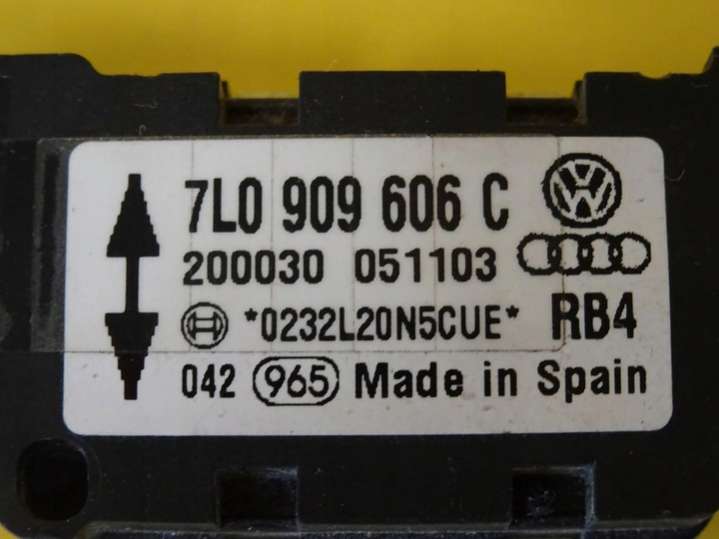 7L0 909 606 C
200030 051103
*0232L20N5CUE* RB4
042 965 Made in Spain